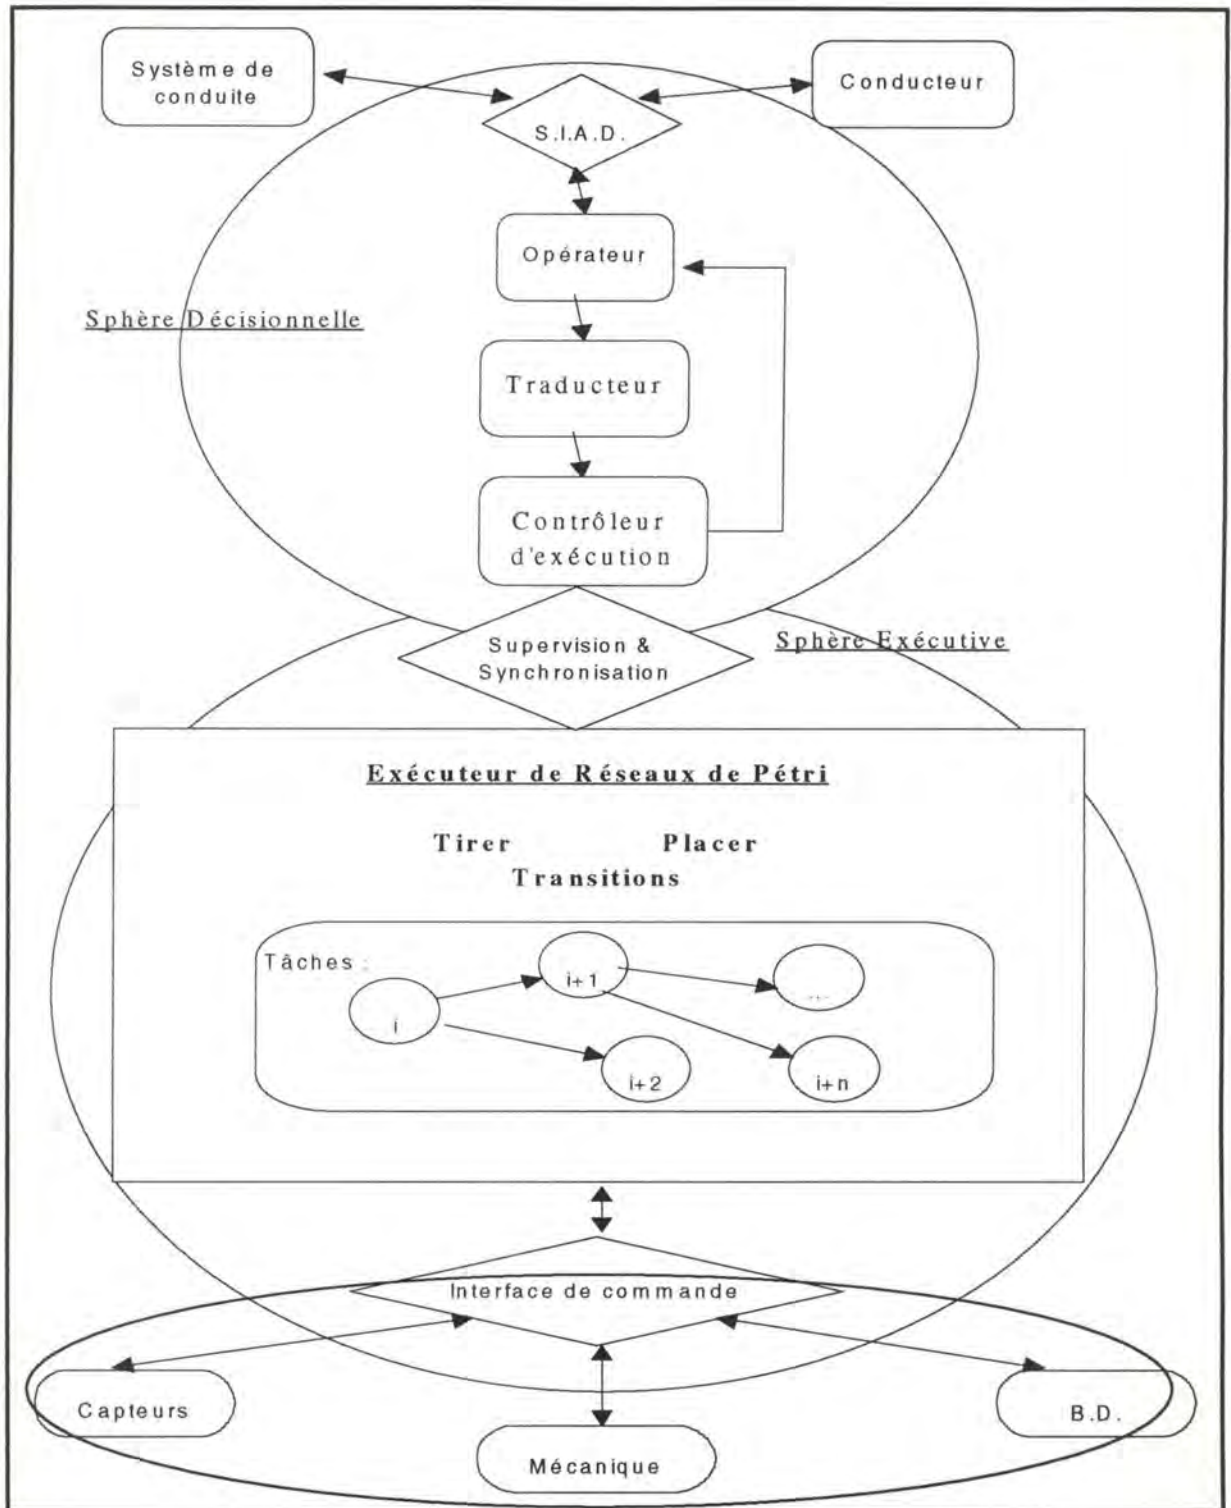 Système de
conduite
Conducteur
S.I.A.D.
Opérateur
Sphère Décisionnelle
Traducteur
Contrôleur
d'exécution
Supervision &
Synchronisation
Sphère Exécutive
Exécuteur de Réseaux de Pétri
Tirer Placer
Transitions
Tâches :
i+1
...
i
i+2
i+n
Interface de commande
Capteurs
B.D.
Mécanique